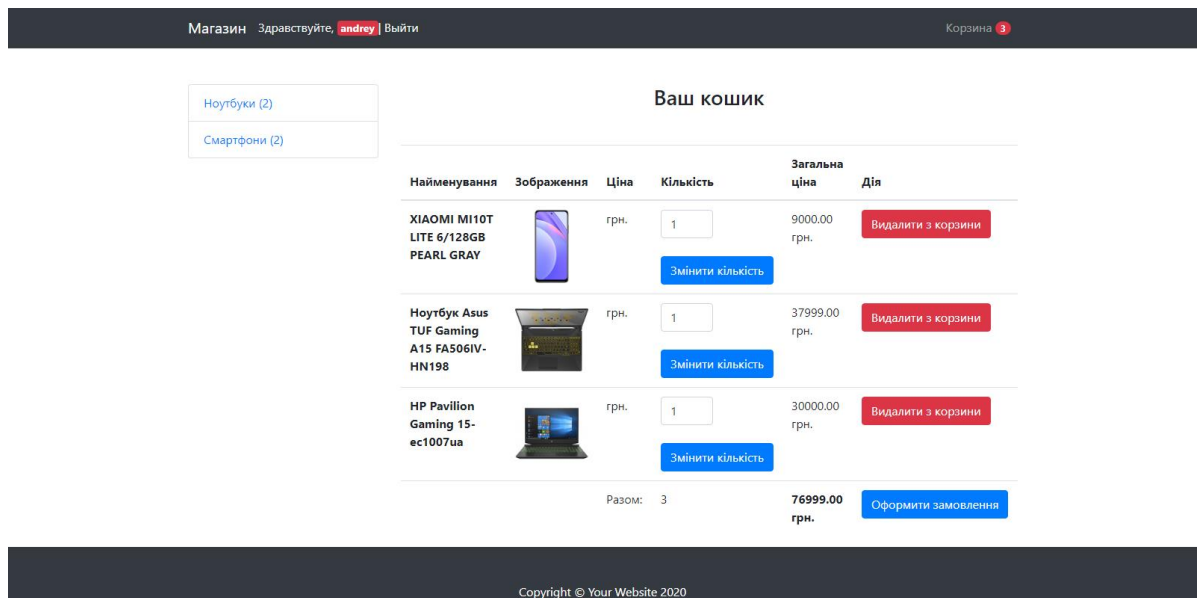 Магазин Здравствуйте, andrey | Выйти Корзина 3
Ноутбуки (2)
Смартфони (2)
Ваш кошик
Найменування Зображення Ціна Кількість Загальна ціна Дія
XIAOMI MI10T
LITE 6/128GB
PEARL GRAY
грн.
1
Змінити кількість
9000.00
грн.
Видалити з корзини
Ноутбук Asus
TUF Gaming
A15 FA506IV-
HN198
грн.
1
Змінити кількість
37999.00
грн.
Видалити з корзини
HP Pavilion
Gaming 15-
ec1007ua
грн.
1
Змінити кількість
30000.00
грн.
Видалити з корзини
Разом: 3
76999.00
грн.
Оформити замовлення
Copyright © Your Website 2020